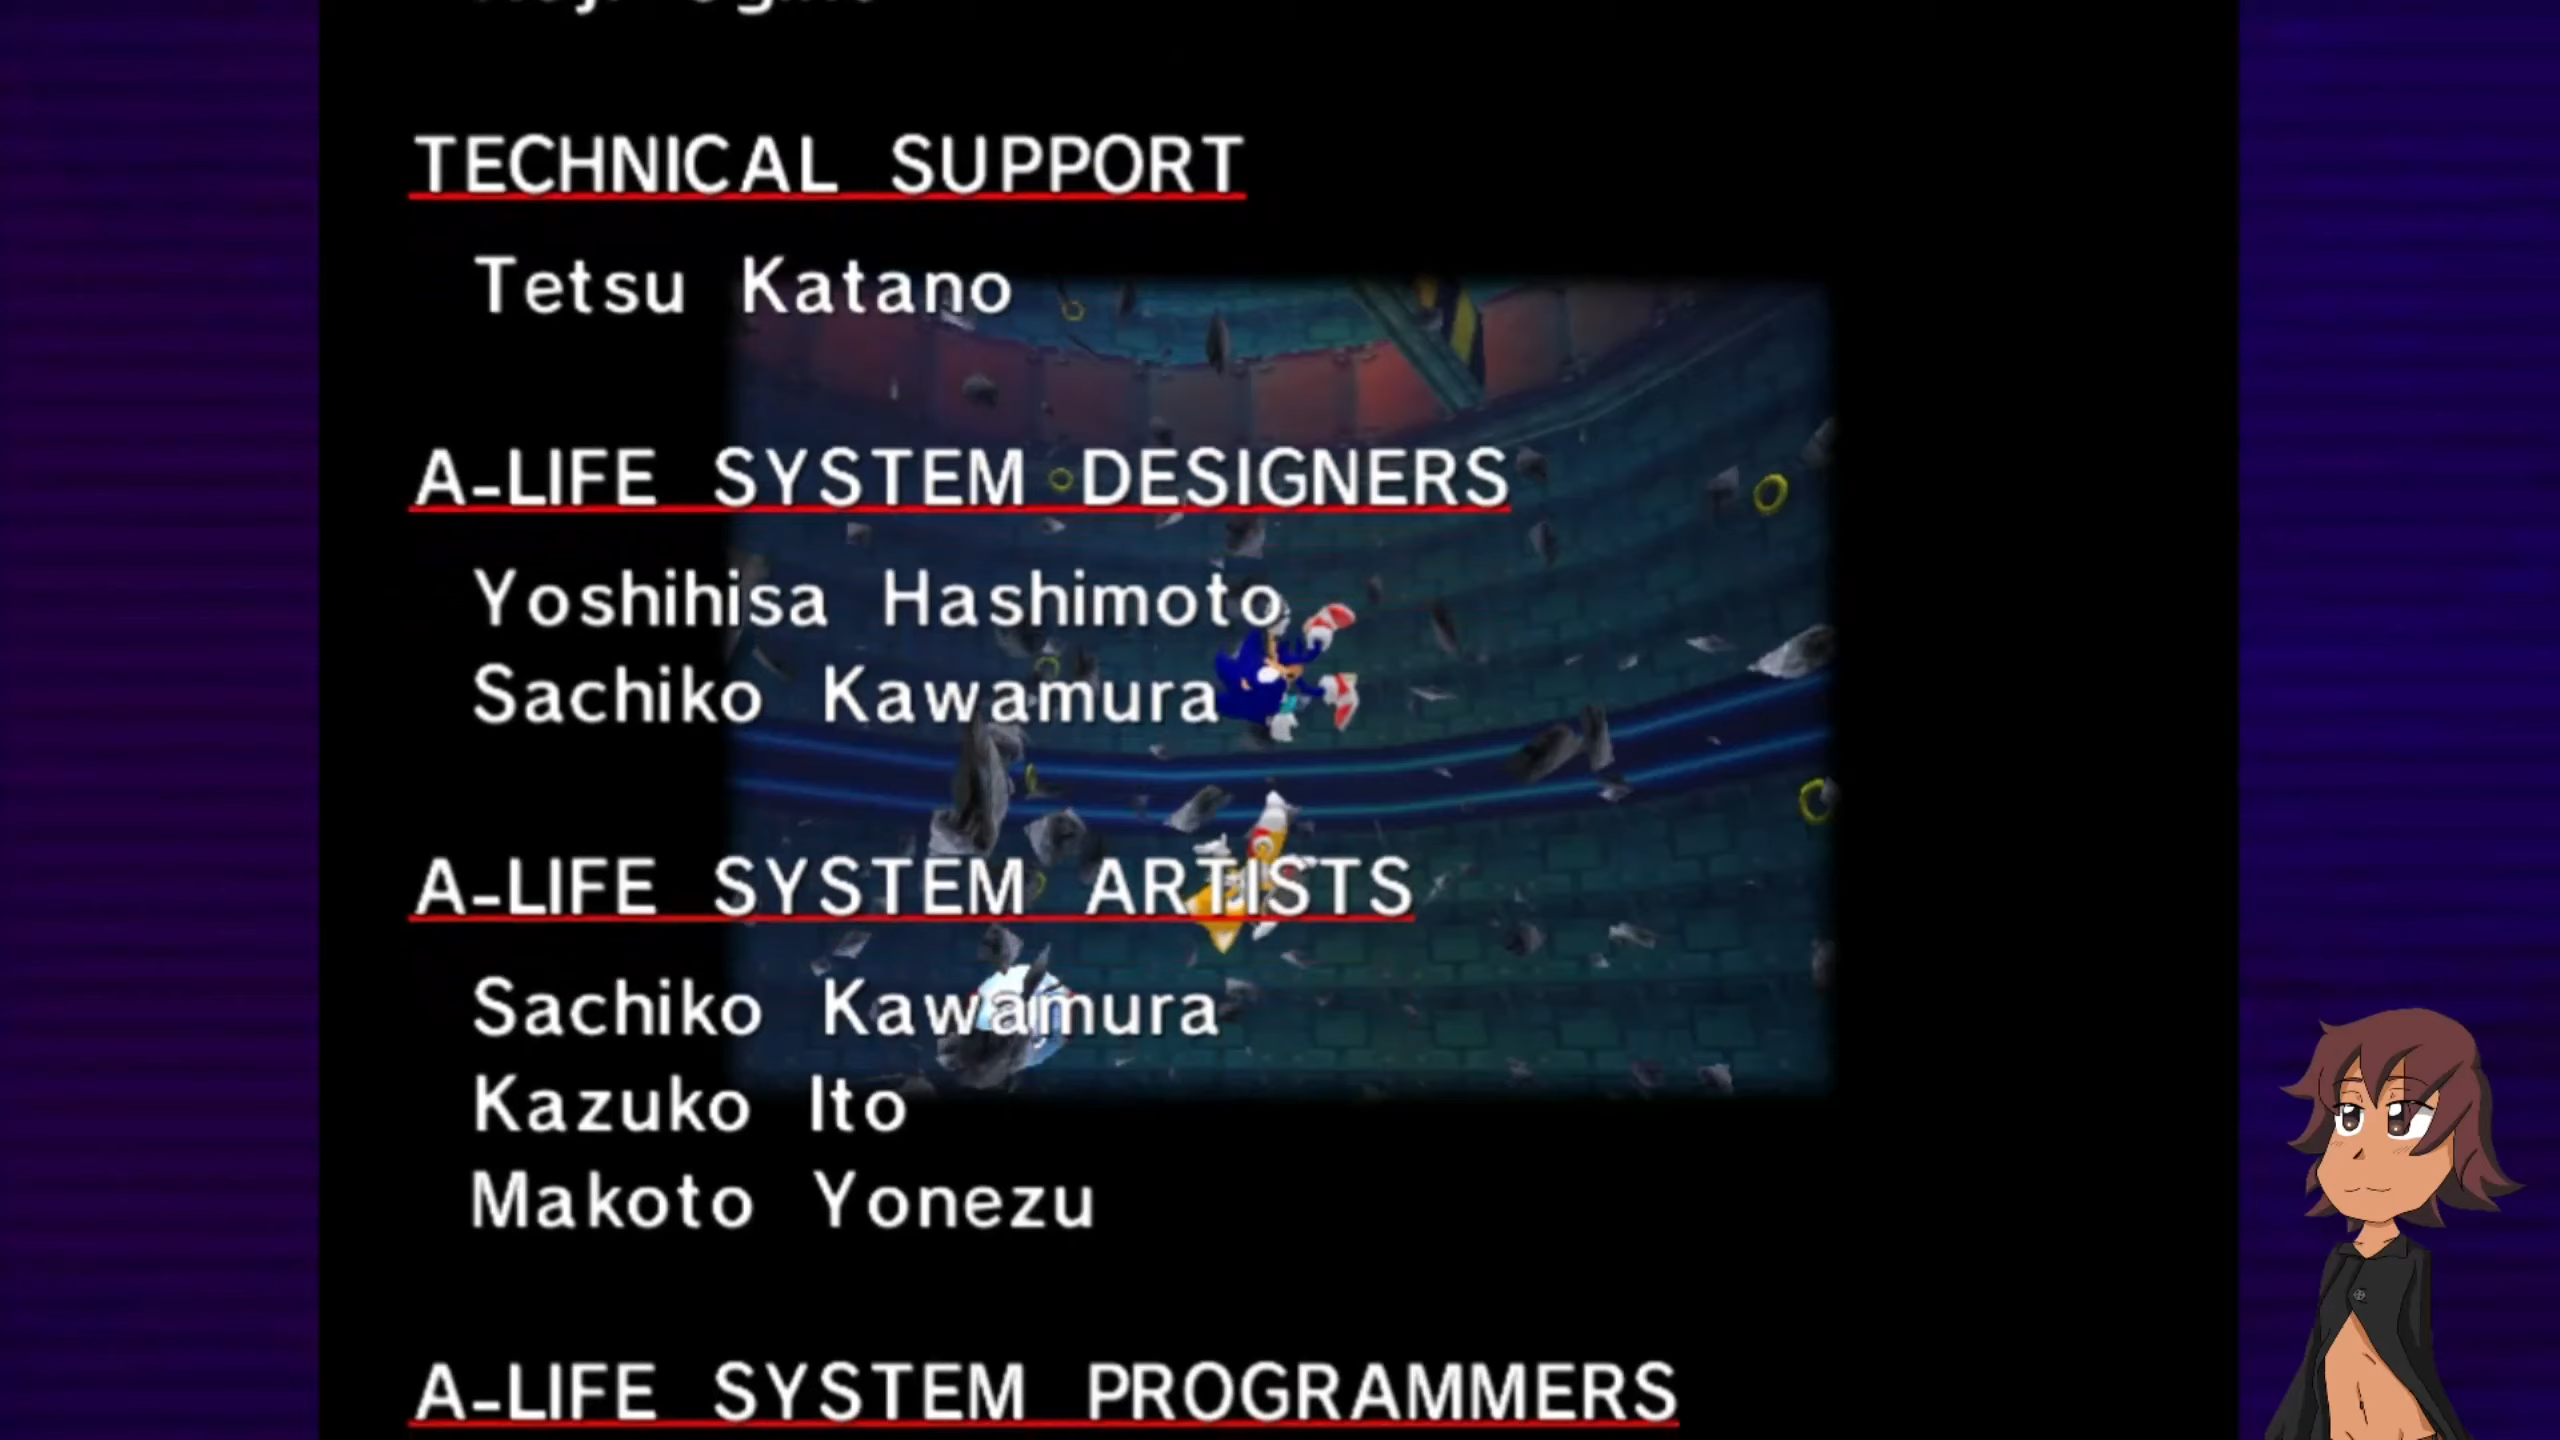 TECHNICAL SUPPORT
Tetsu Katano
A-LIFE SYSTEM DESIGNERS
Yoshihisa Hashimoto
Sachiko Kawamura
A-LIFE SYSTEM ARTISTS
Sachiko Kawamura
Kazuko Ito
Makoto Yonezu
A-LIFE SYSTEM PROGRAMMERS